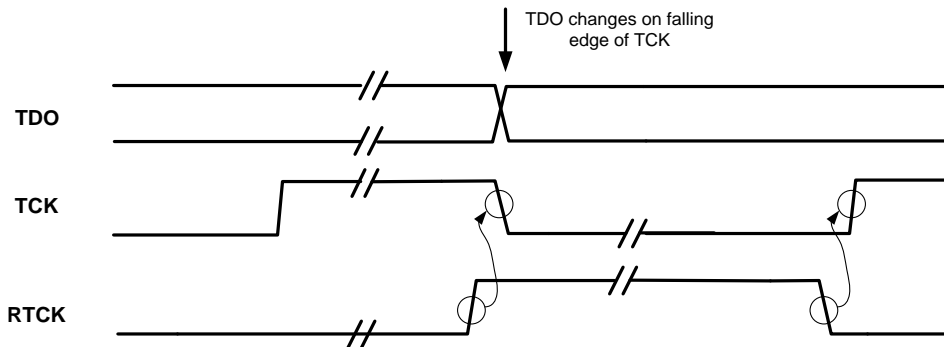 TDO changes on falling
edge of TCK
TDO
TCK
RTCK